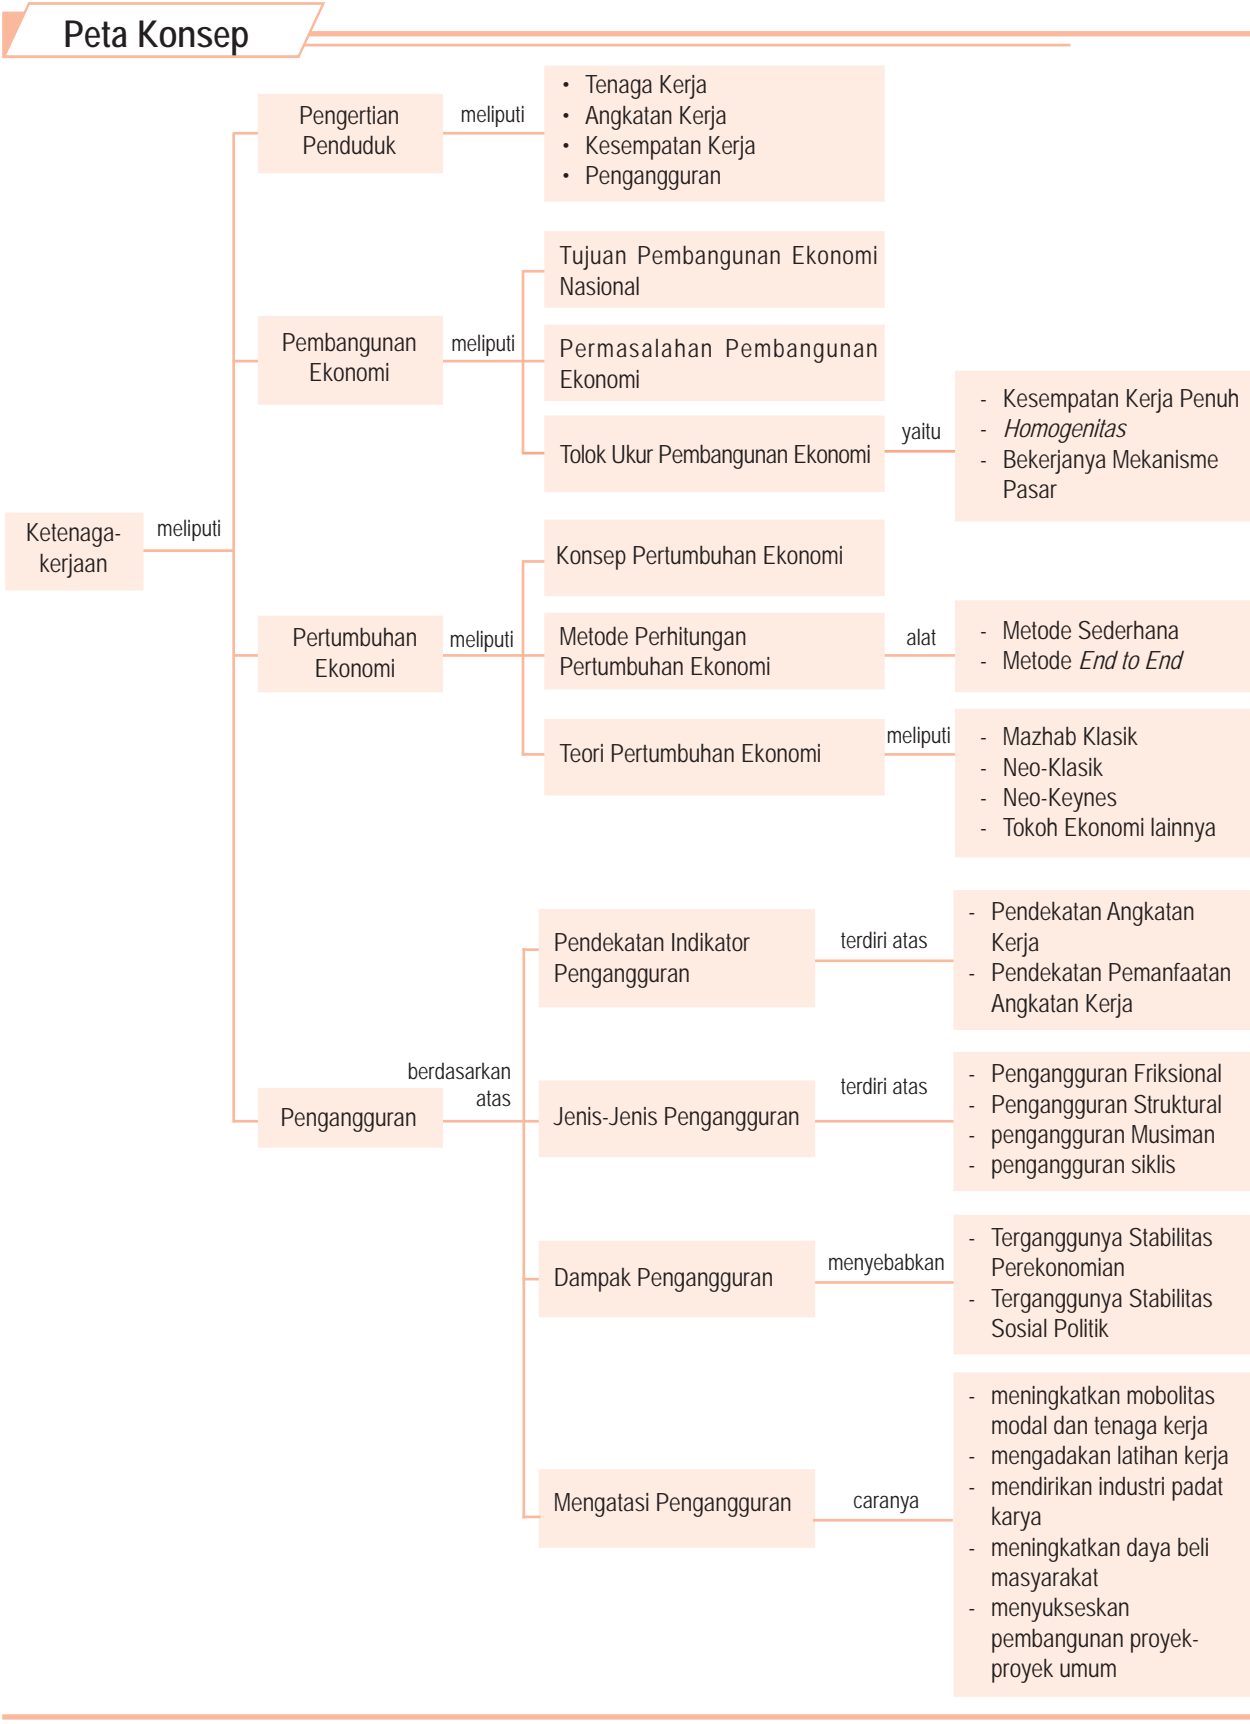 Peta Konsep
Ketenaga-
kerjaan
meliputi
Pengertian
Penduduk
meliputi
• Tenaga Kerja
• Angkatan Kerja
• Kesempatan Kerja
• Pengangguran
Pembangunan
Ekonomi
meliputi
Tujuan Pembangunan Ekonomi
Nasional
Permasalahan Pembangunan
Ekonomi
Tolok Ukur Pembangunan Ekonomi
yaitu
- Kesempatan Kerja Penuh
- Homogenitas
- Bekerjanya Mekanisme
Pasar
Pertumbuhan
Ekonomi
meliputi
Konsep Pertumbuhan Ekonomi
Metode Perhitungan
Pertumbuhan Ekonomi
alat
- Metode Sederhana
- Metode End to End
Teori Pertumbuhan Ekonomi
meliputi
- Mazhab Klasik
- Neo-Klasik
- Neo-Keynes
- Tokoh Ekonomi lainnya
Pengangguran
berdasarkan
atas
Pendekatan Indikator
Pengangguran
terdiri atas
- Pendekatan Angkatan
Kerja
- Pendekatan Pemanfaatan
Angkatan Kerja
Jenis-Jenis Pengangguran
terdiri atas
- Pengangguran Friksional
- Pengangguran Struktural
- pengangguran Musiman
- pengangguran siklis
Dampak Pengangguran
menyebabkan
- Terganggunya Stabilitas
Perekonomian
- Terganggunya Stabilitas
Sosial Politik
Mengatasi Pengangguran
caranya
- meningkatkan mobolitas
modal dan tenaga kerja
- mengadakan latihan kerja
- mendirikan industri padat
karya
- meningkatkan daya beli
masyarakat
- menyukseskan
pembangunan proyek-
proyek umum